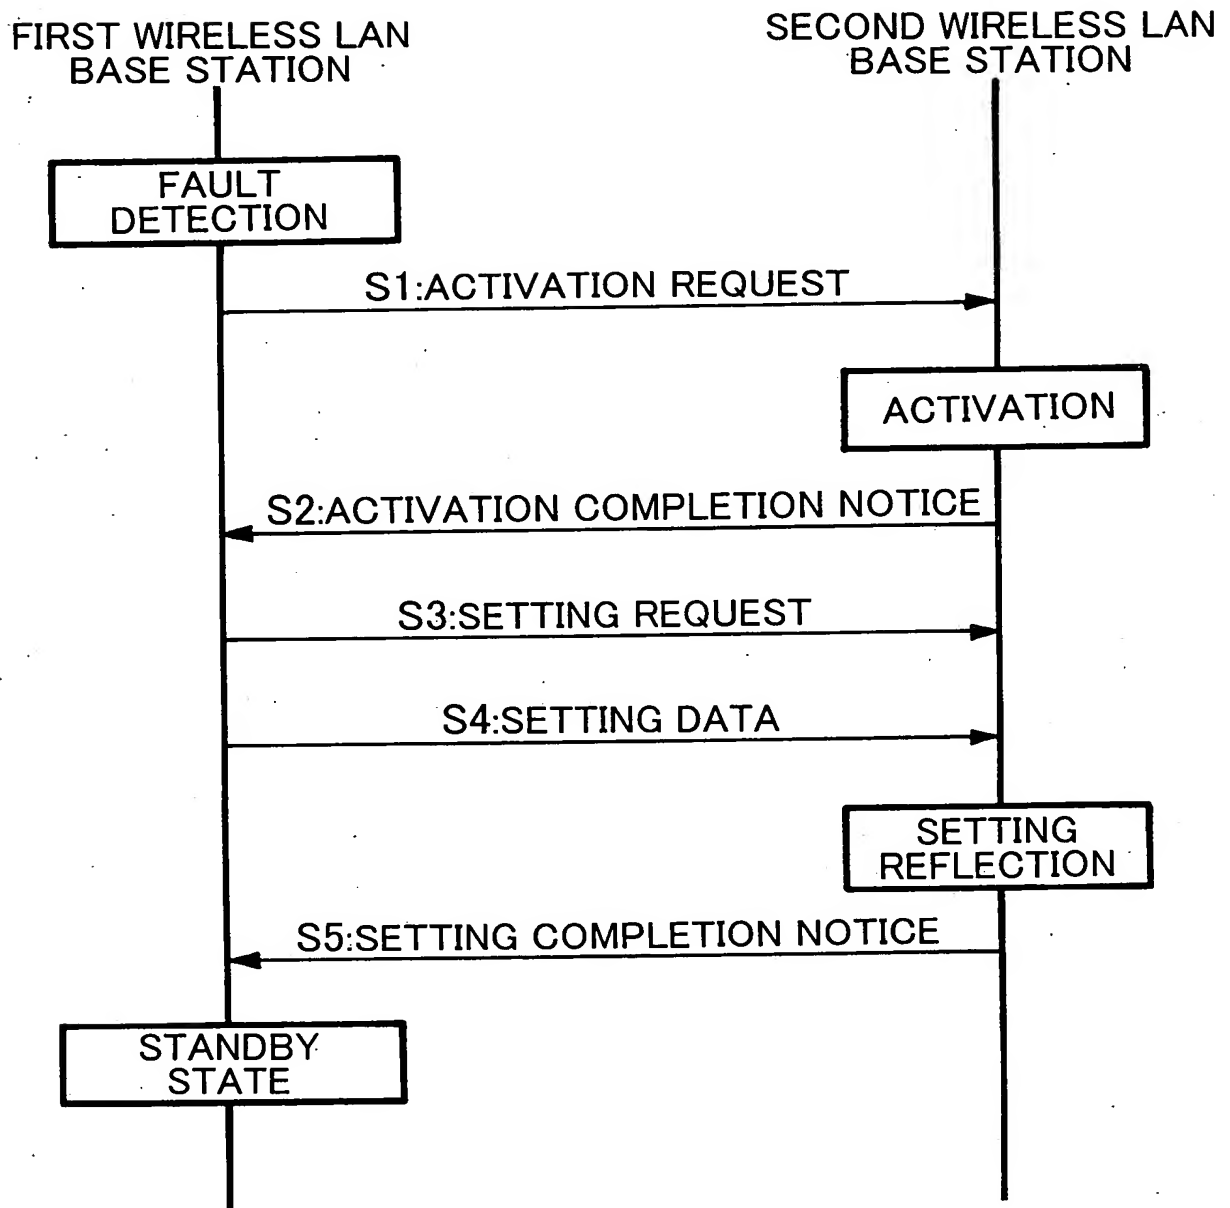 FIRST WIRELESS LAN
BASE STATION
SECOND WIRELESS LAN
BASE STATION
FAULT
DETECTION
S1:ACTIVATION REQUEST
ACTIVATION
S2:ACTIVATION COMPLETION NOTICE
S3:SETTING REQUEST
S4:SETTING DATA
SETTING
REFLECTION
S5:SETTING COMPLETION NOTICE
STANDBY
STATE